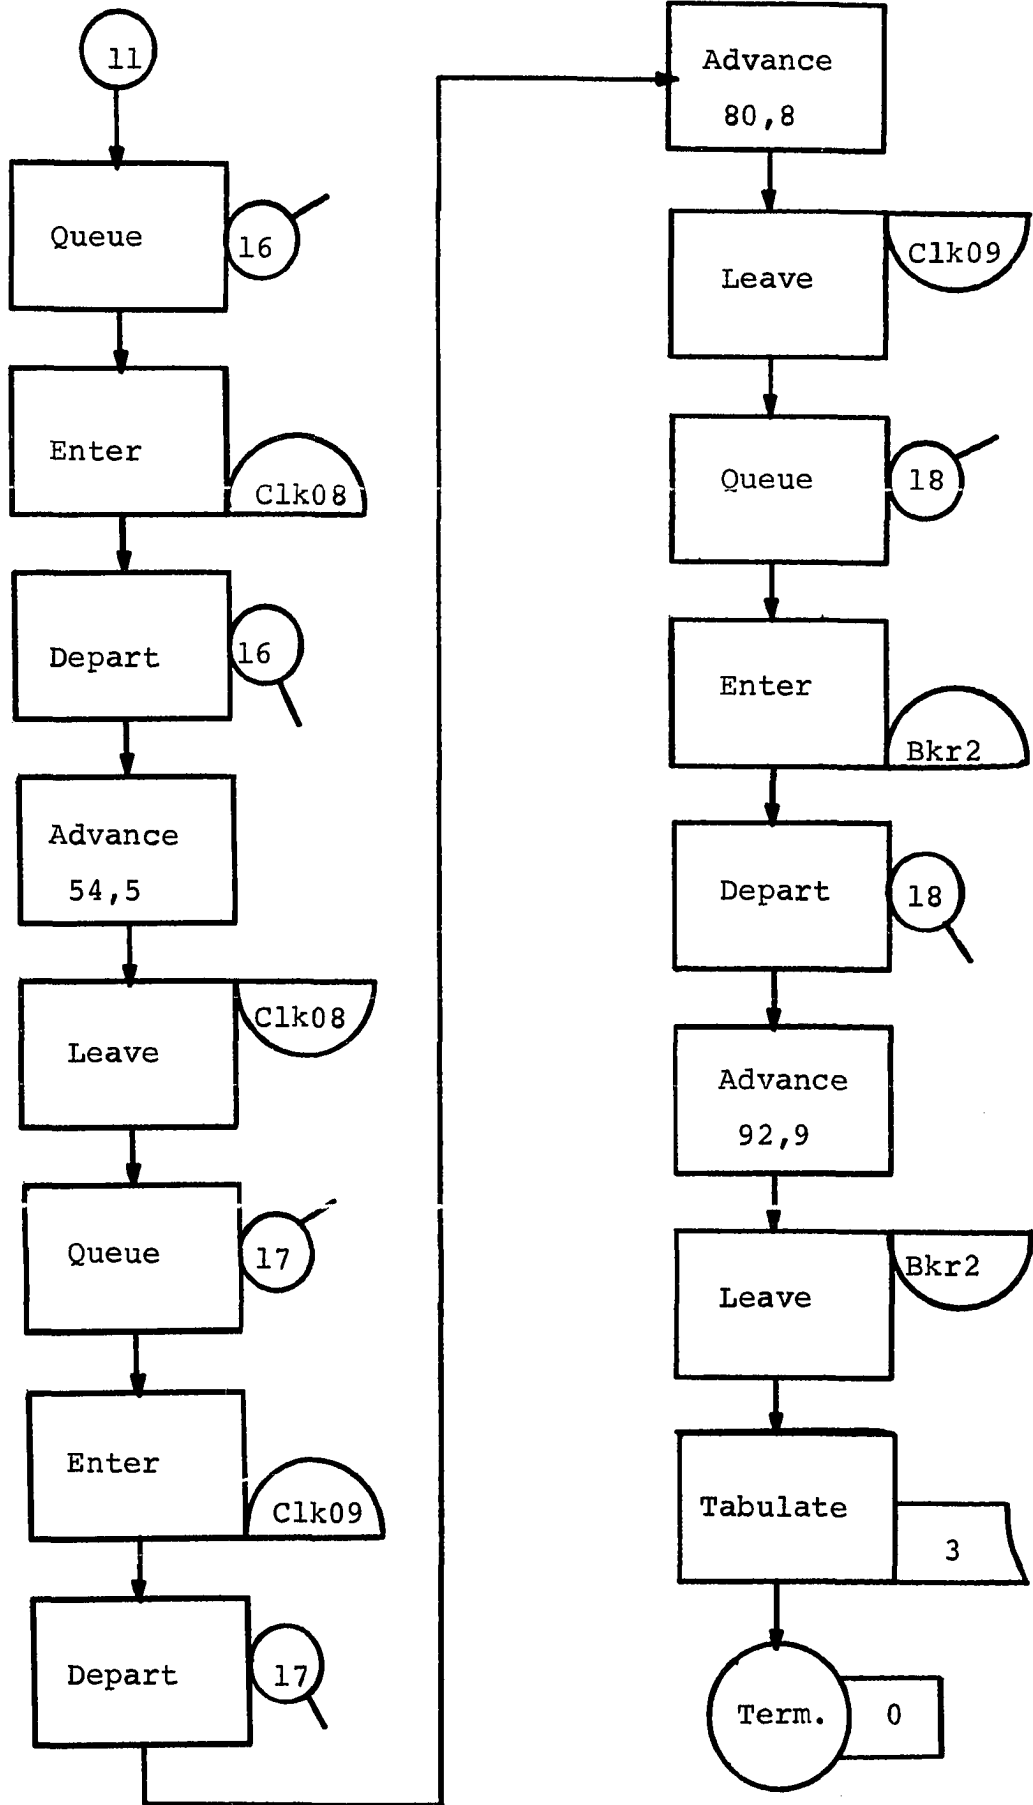 11
Queue
16
Enter
Clk08
Depart
16
Advance
54,5
Leave
Clk08
Queue
17
Enter
Clk09
Depart
17
Advance
80,8
Leave
Clk09
Queue
18
Enter
Bkr2
Depart
18
Advance
92,9
Leave
Bkr2
Tabulate
3
Term.
0